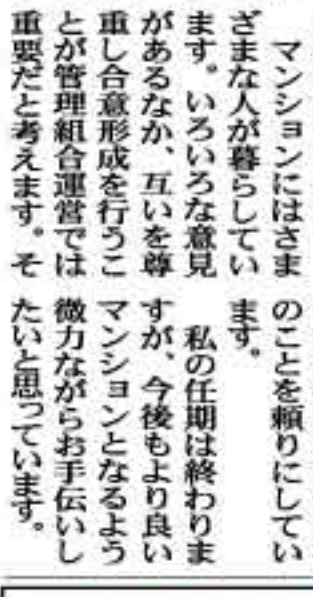 マンションにはさま
ざまな人が暮らしてい
ます。いろいろな意見
があるなか、互いを尊
重し合意形成を行うこ
とが管理組合運営では
重要だと考えます。そ
のことを頼りにしてい
ます。
私の任期は終わりま
すが、今後もより良い
マンションとなるよう
微力ながらお手伝いし
たいと思っています。